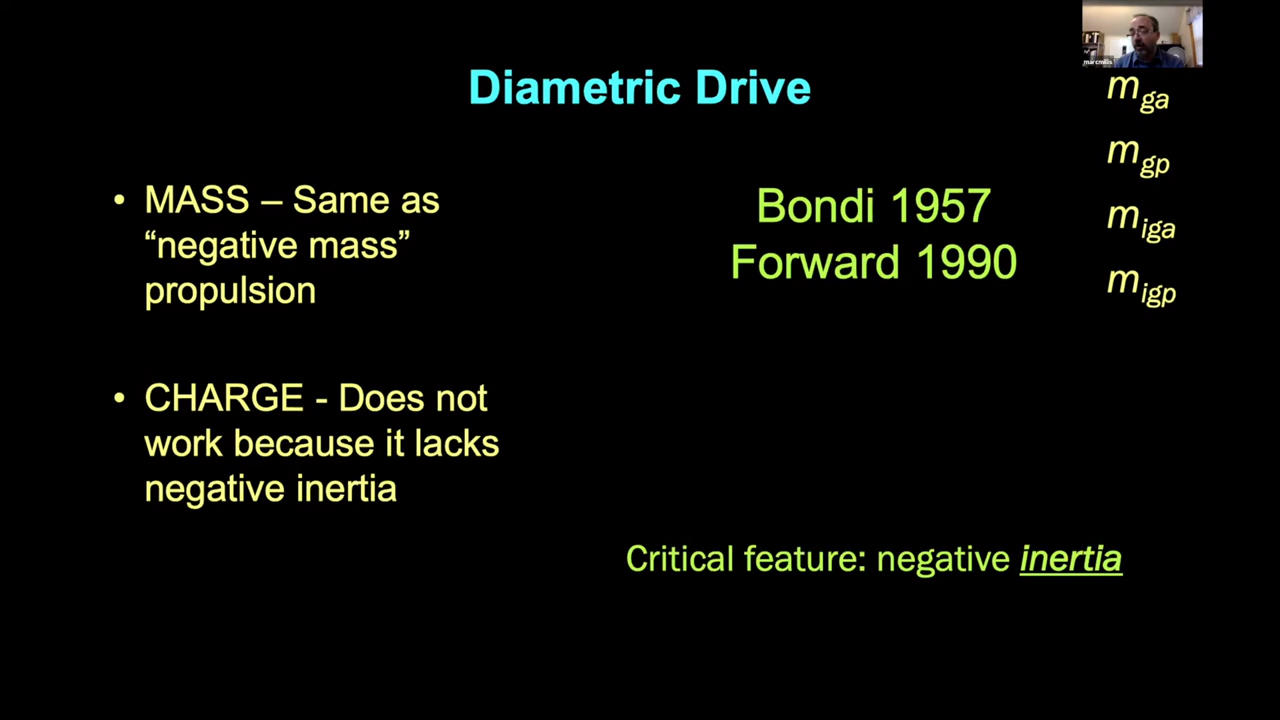 marcmillis
Diametric Drive
m_ga
m_gp
m_iga
m_igp
• MASS – Same as
“negative mass”
propulsion
• CHARGE - Does not
work because it lacks
negative inertia
Bondi 1957
Forward 1990
Critical feature: negative inertia